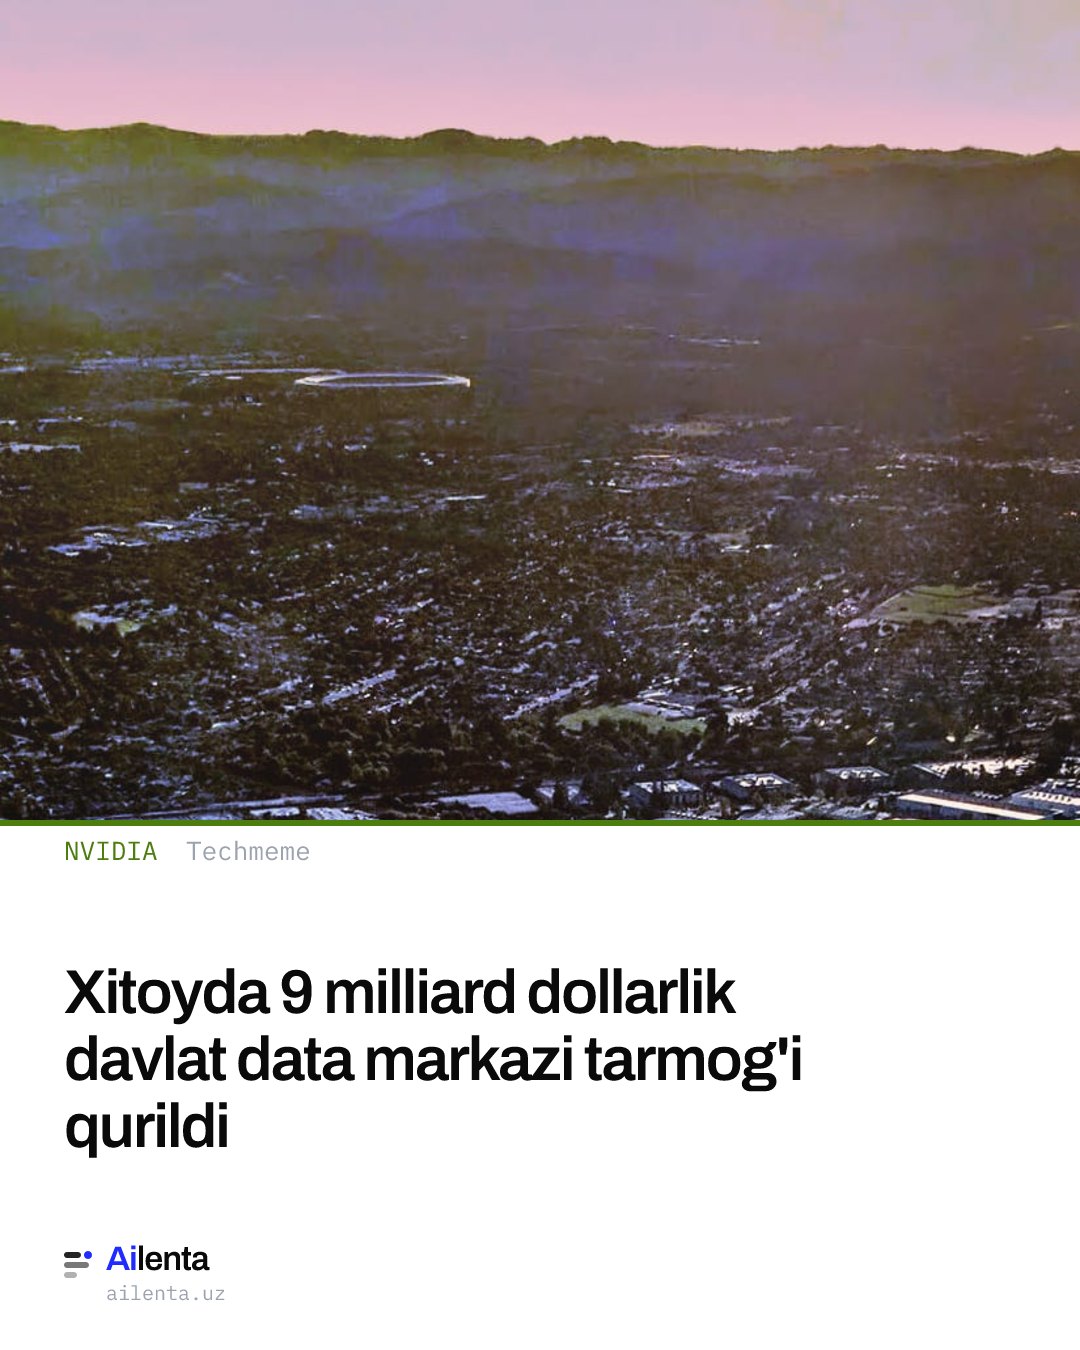 NVIDIA Techmeme
Xitoyda 9 milliard dollarlik
davlat data markazi tarmog'i
qurildi
Ailenta
ailenta.uz